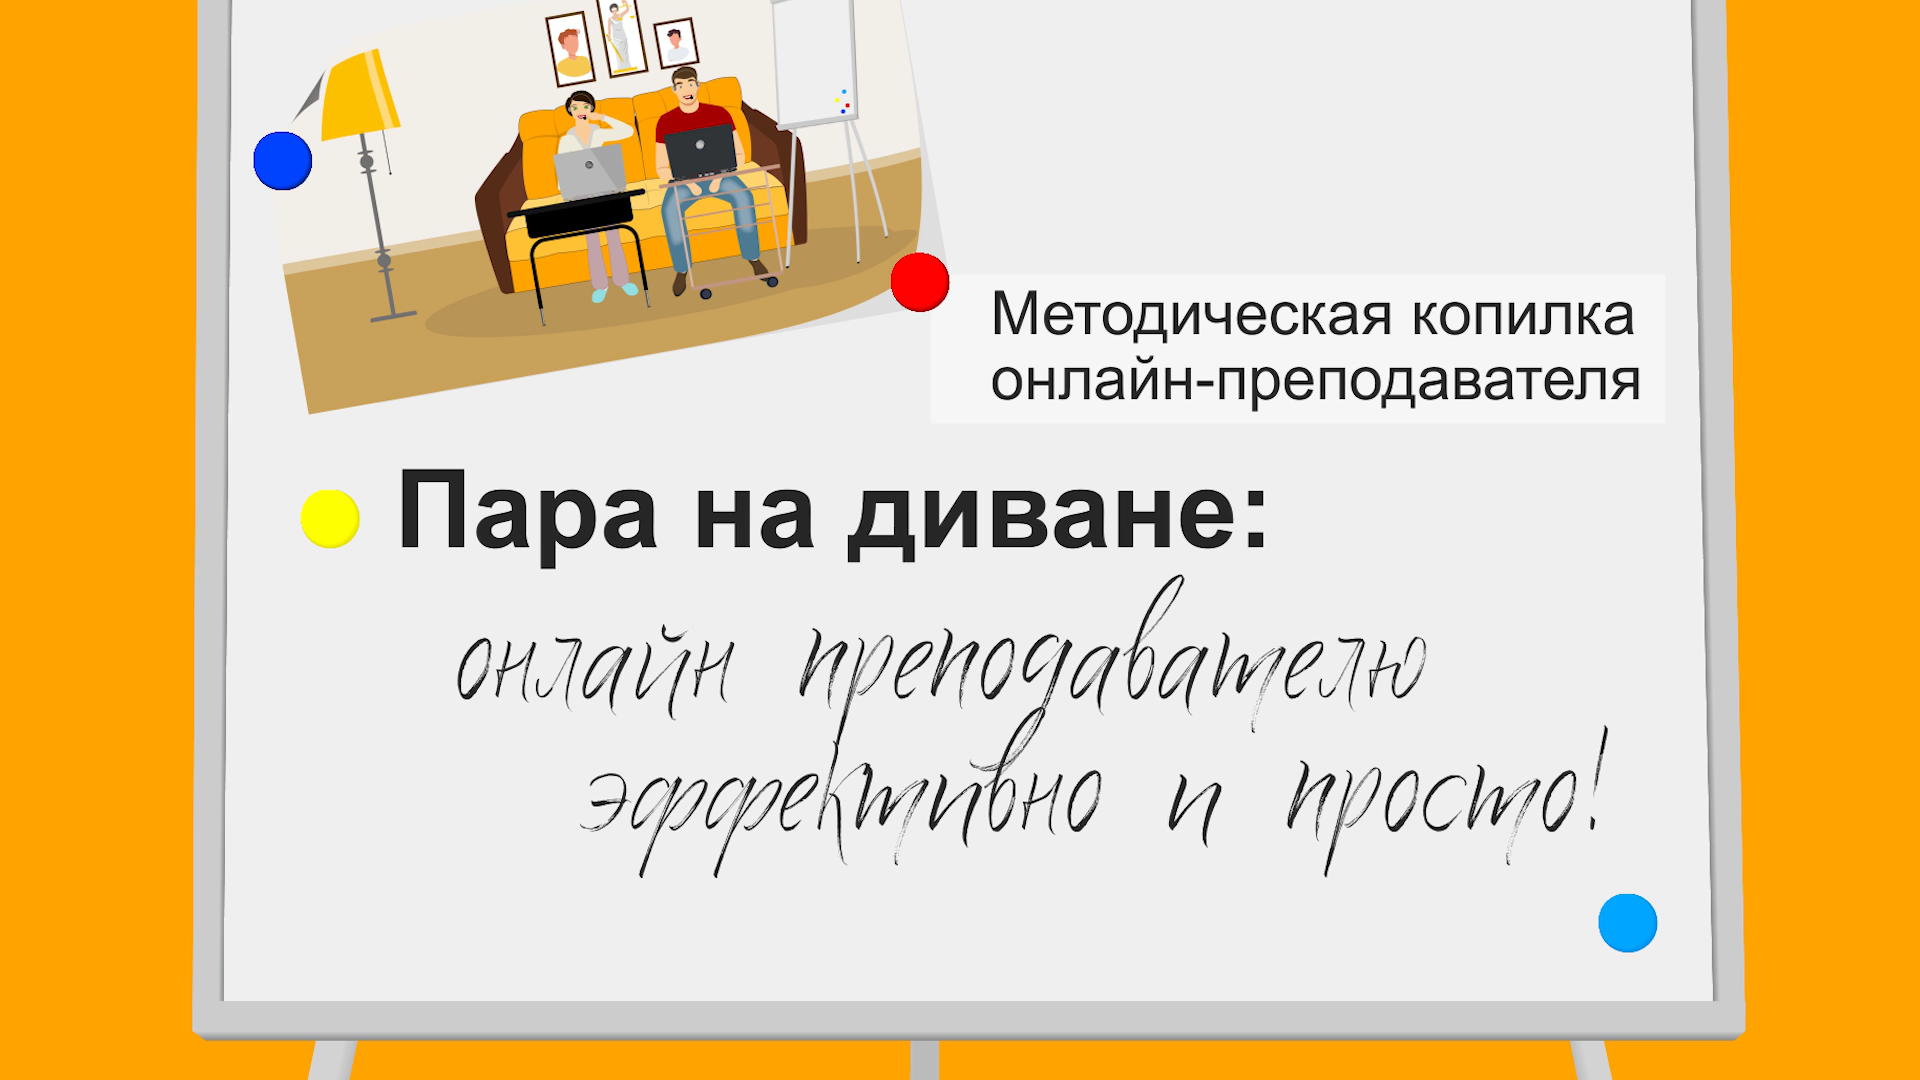 Методическая копилка
онлайн-преподавателя
Пара на диване:
онлайн преподавателю
эффективно и просто!